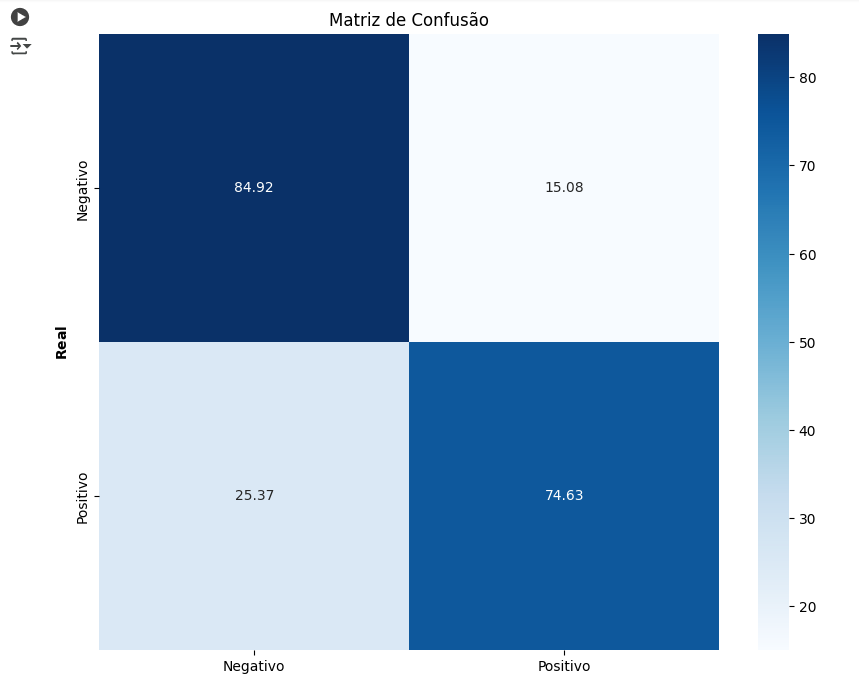 Matriz de Confusão
Real
Negativo
84.92
15.08
Positivo
25.37
74.63
Negativo
Positivo
80
70
60
50
40
30
20